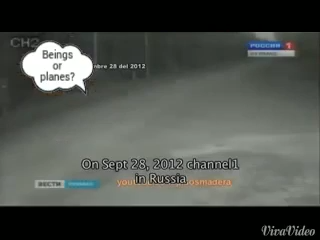 CH2
РОССИЯ 1
Beings
or
planes?
mbre 28 del 2012
On Sept 28, 2012 channel1
in Russia
ВЕСТИ
osmadera
VivaVideo